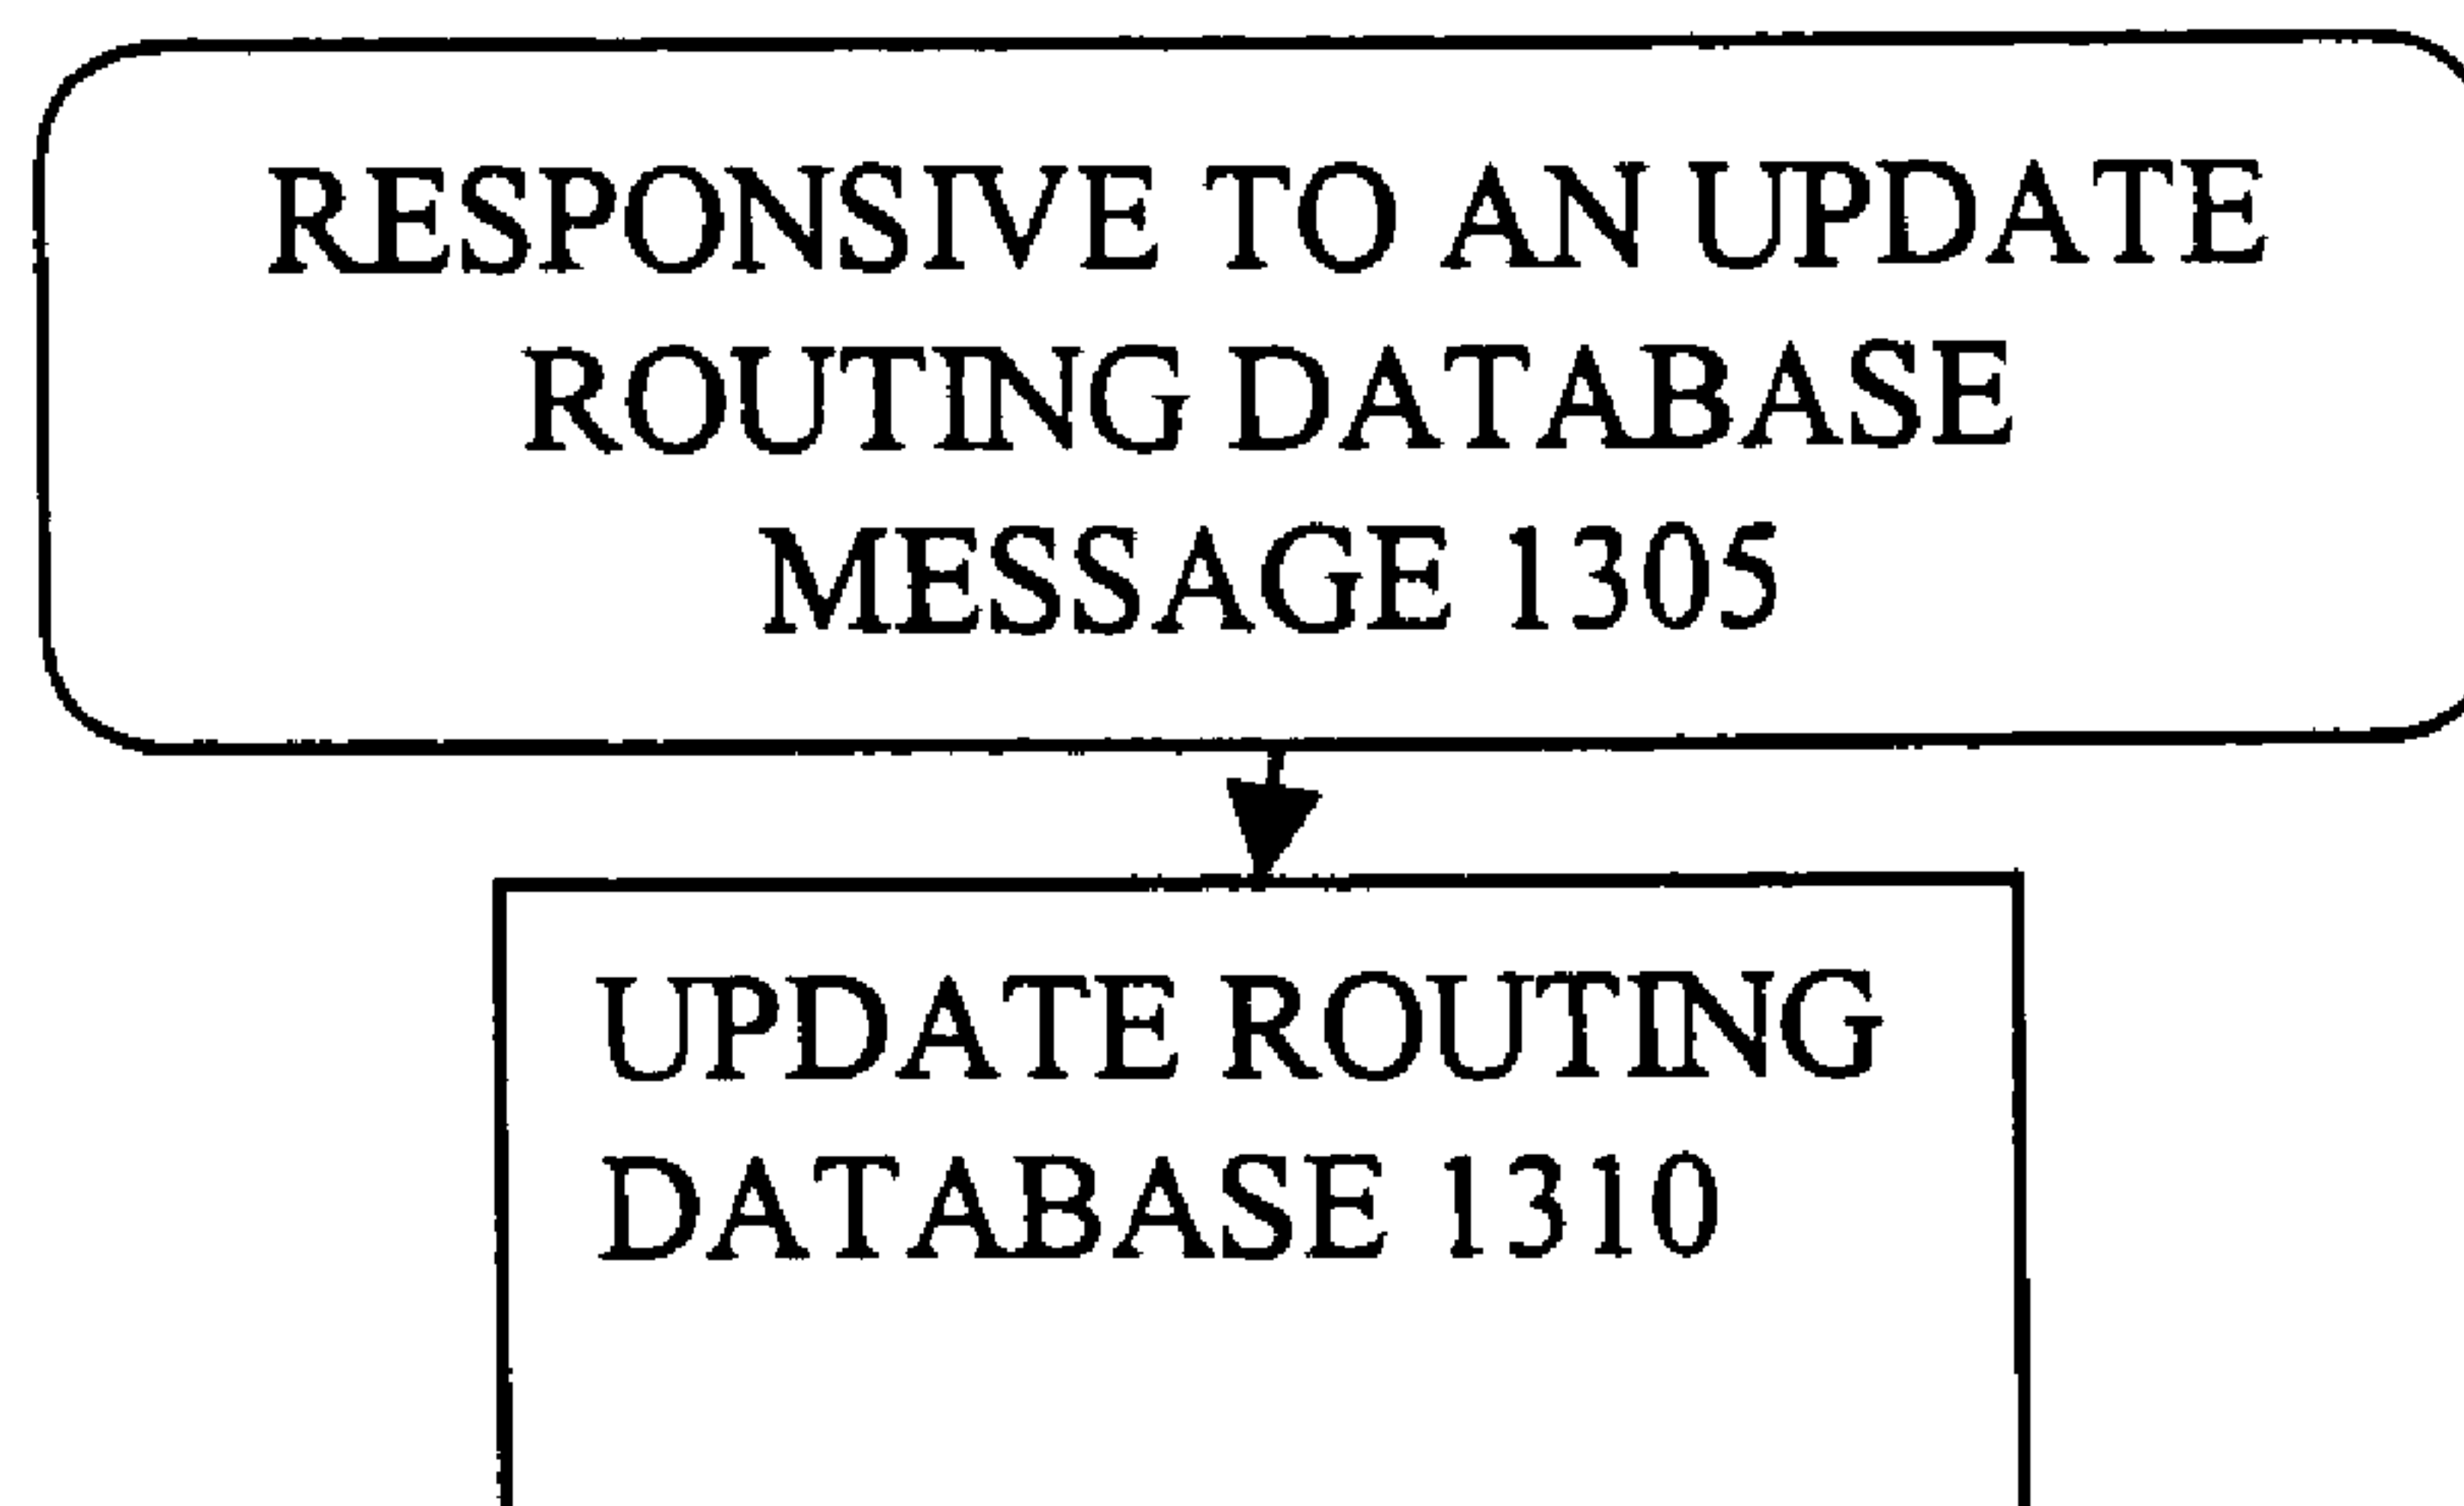 RESPONSIVE TO AN UPDATE
ROUTING DATABASE
MESSAGE 1305
UPDATE ROUTING
DATABASE 1310